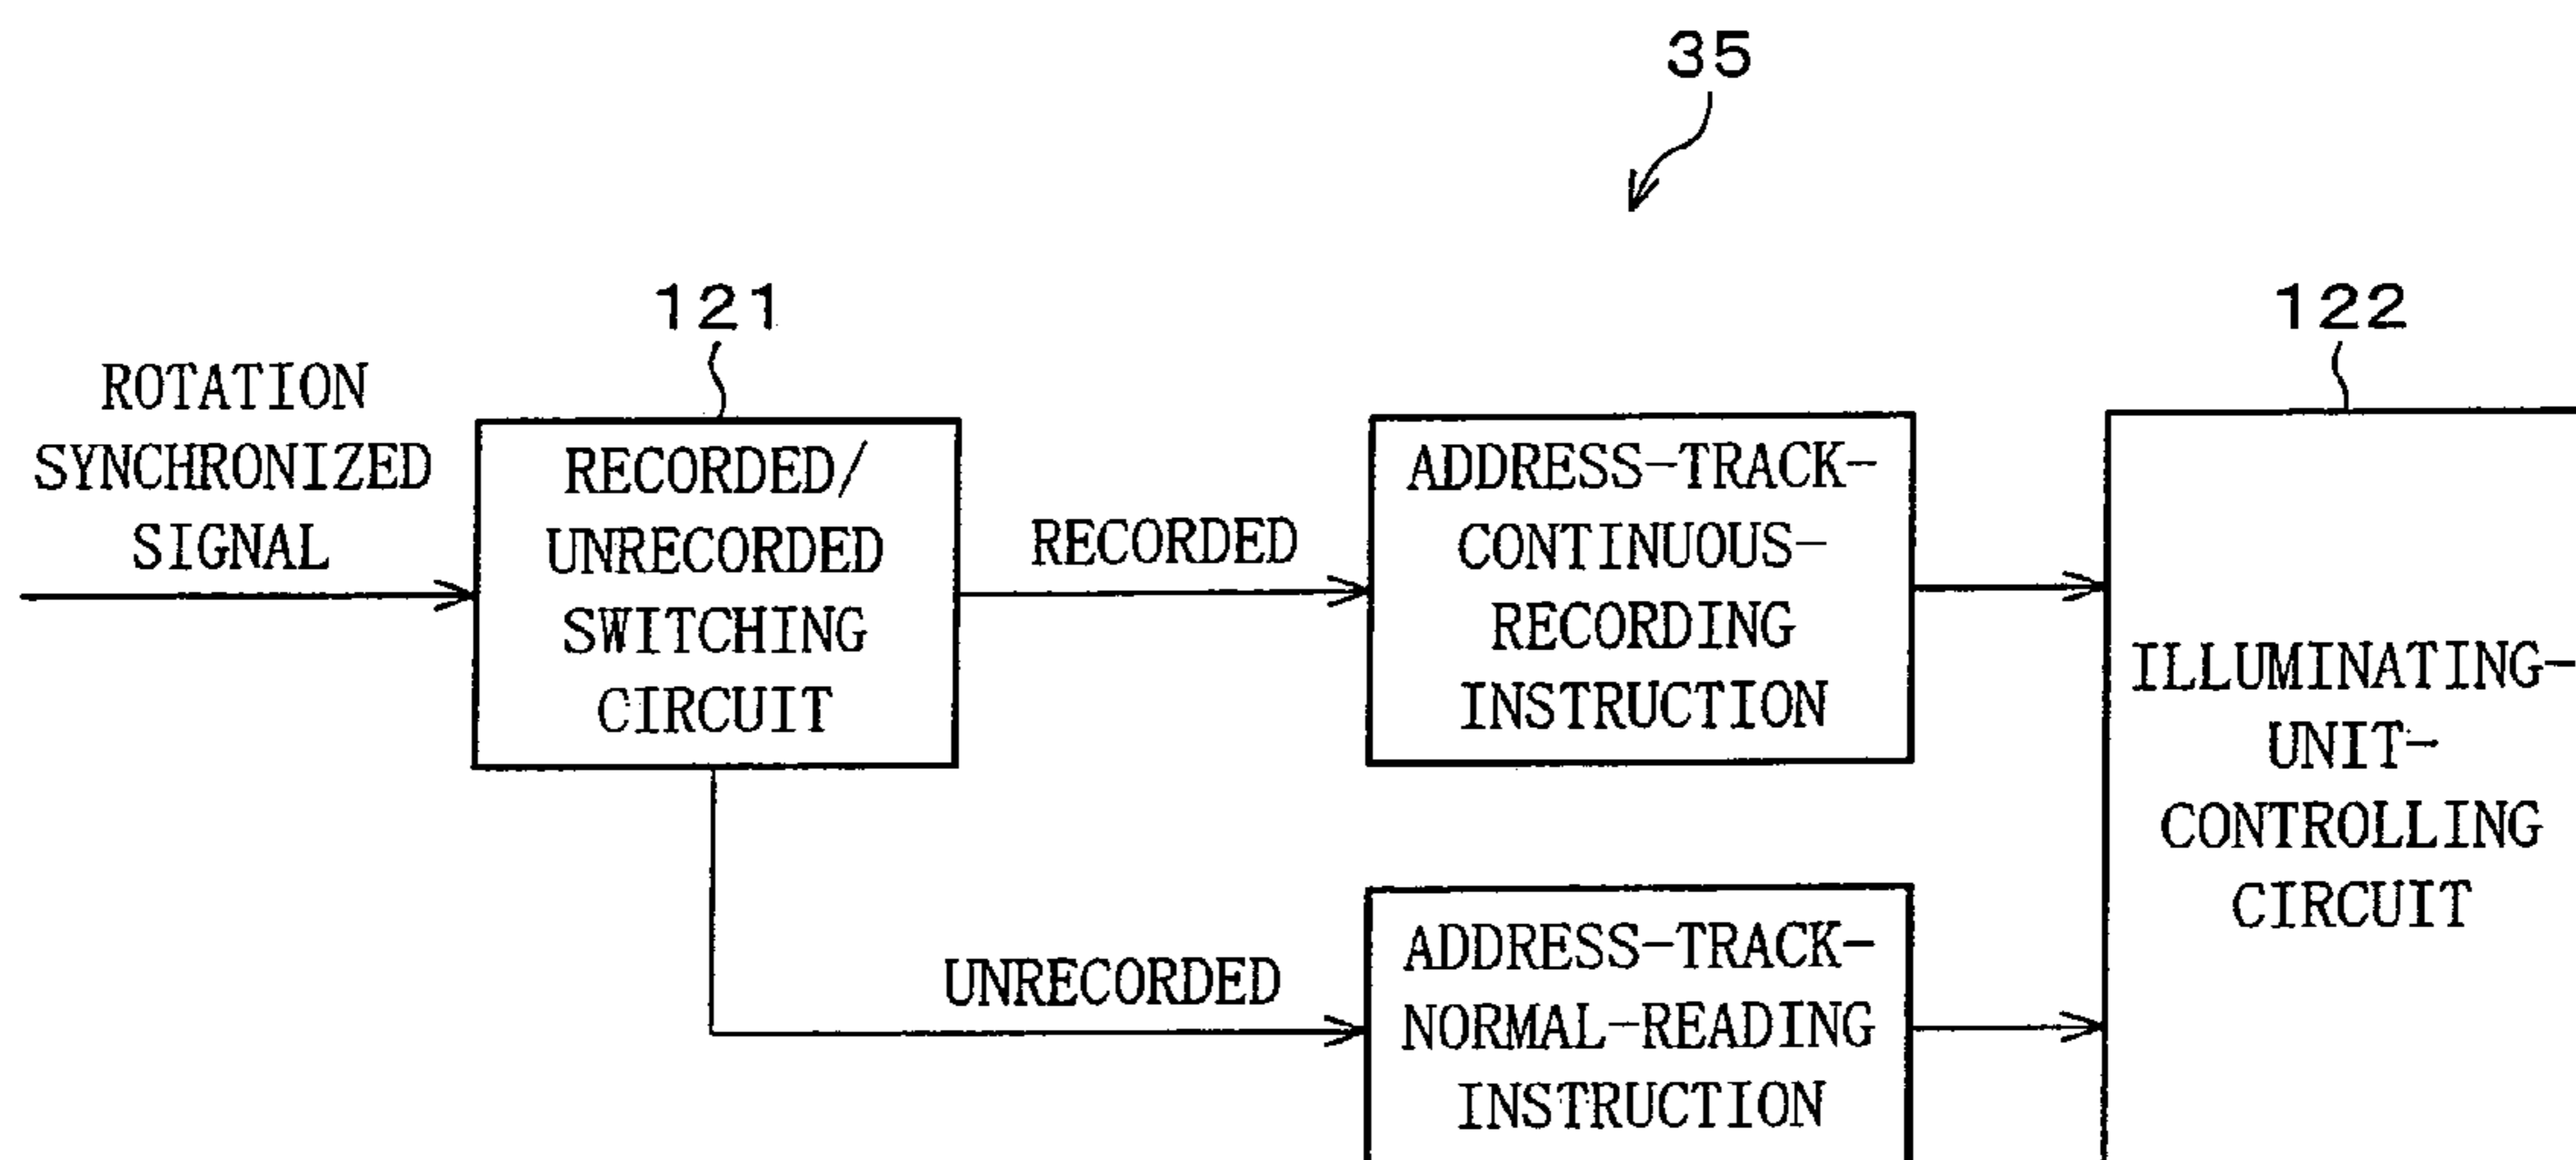 35
121
122
ROTATION
SYNCHRONIZED
SIGNAL
RECORDED/
UNRECORDED
SWITCHING
CIRCUIT
RECORDED
ADDRESS-TRACK-
CONTINUOUS-
RECORDING
INSTRUCTION
ILLUMINATING-
UNIT-
CONTROLLING
CIRCUIT
UNRECORDED
ADDRESS-TRACK-
NORMAL-READING
INSTRUCTION